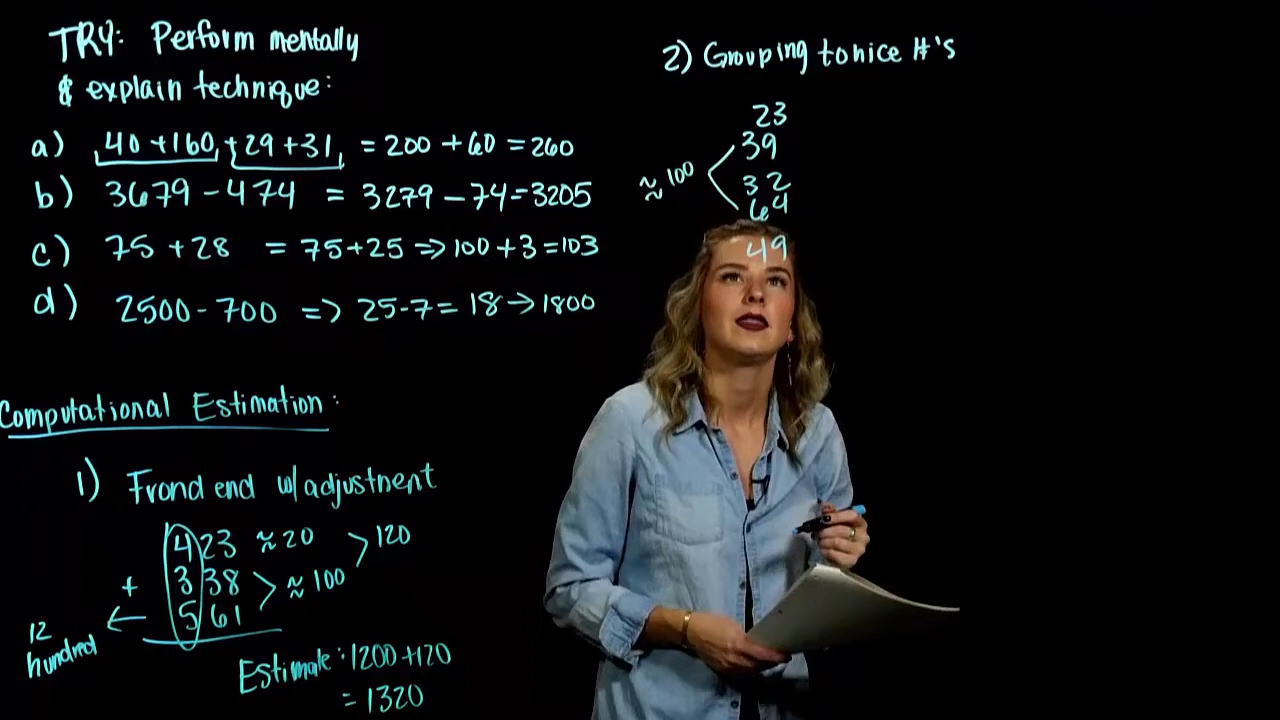 TRY: Perform mentally
& explain technique:
a) 40 + 160 + 29 + 31 = 200 + 60 = 260
b) 3679 - 474 = 3279 - 74 = 3205
c) 75 + 28 = 75 + 25 => 100 + 3 = 103
d) 2500 - 700 => 25 - 7 = 18 → 1800
Computational Estimation:
1) Frond end w/ adjustment
423 ≈ 20
> 120
+ 338 > ≈ 100
561
← 12
hundred
Estimate: 1200 + 120
= 1320
2) Grouping to nice #'s
23
39
≈ 100 <
32
64
49